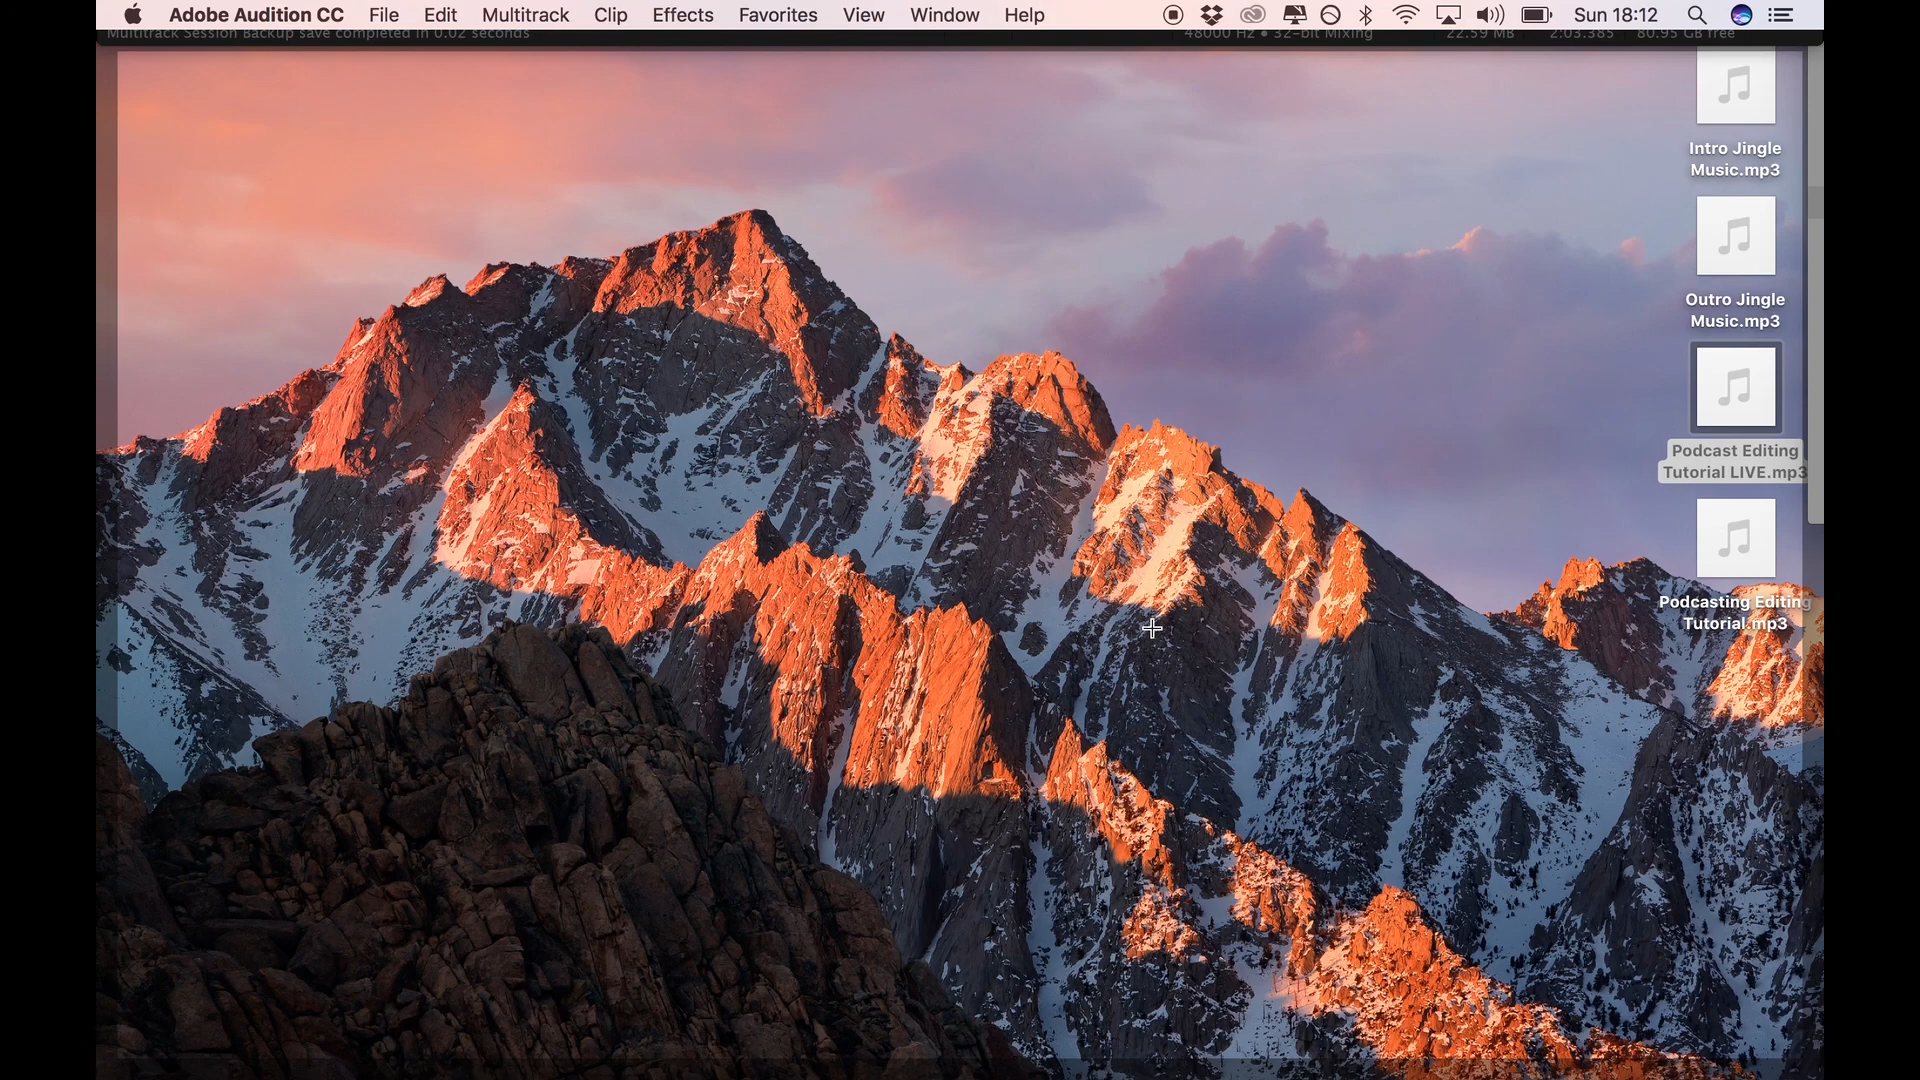 Adobe Audition CC File Edit Multitrack Clip Effects Favorites View Window Help Sun 18:12
Multitrack Session Backup save completed in 0.02 seconds 48000 Hz • 32-bit Mixing 22.59 MB 2:03.385 80.95 GB free
Intro Jingle
Music.mp3
Outro Jingle
Music.mp3
Podcast Editing
Tutorial LIVE.mp3
Podcasting Editing
Tutorial.mp3